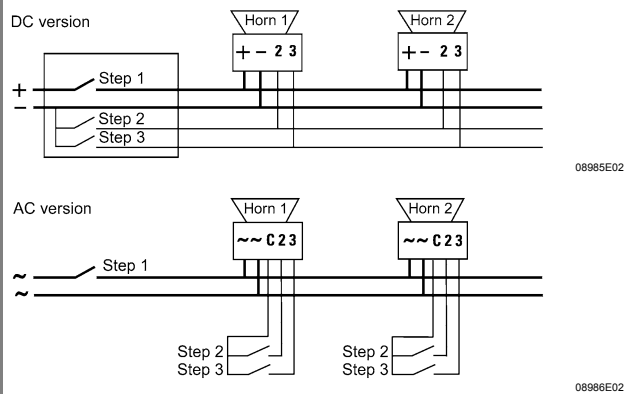 DC version
Horn 1
Horn 2
+ − 2 3
+ − 2 3
+
Step 1
−
Step 2
Step 3
08985E02
AC version
Horn 1
Horn 2
~~ C 2 3
~~ C 2 3
~
Step 1
~
Step 2
Step 2
Step 3
Step 3
08986E02